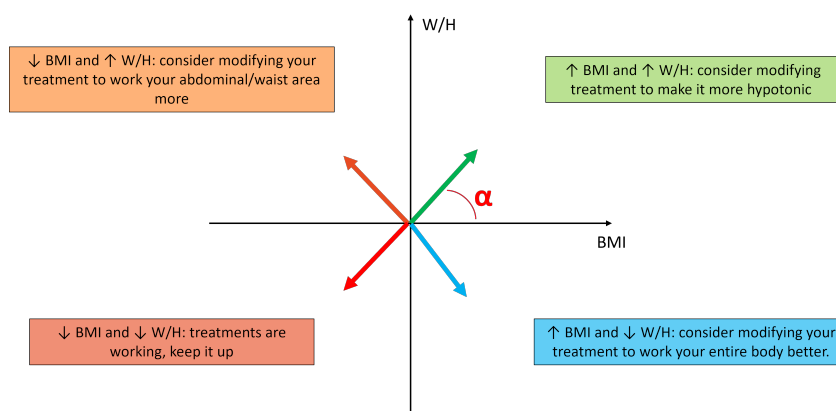 W/H
↓ BMI and ↑ W/H: consider modifying your
treatment to work your abdominal/waist area
more
↑ BMI and ↑ W/H: consider modifying
treatment to make it more hypotonic
α
BMI
↓ BMI and ↓ W/H: treatments are
working, keep it up
↑ BMI and ↓ W/H: consider modifying your
treatment to work your entire body better.